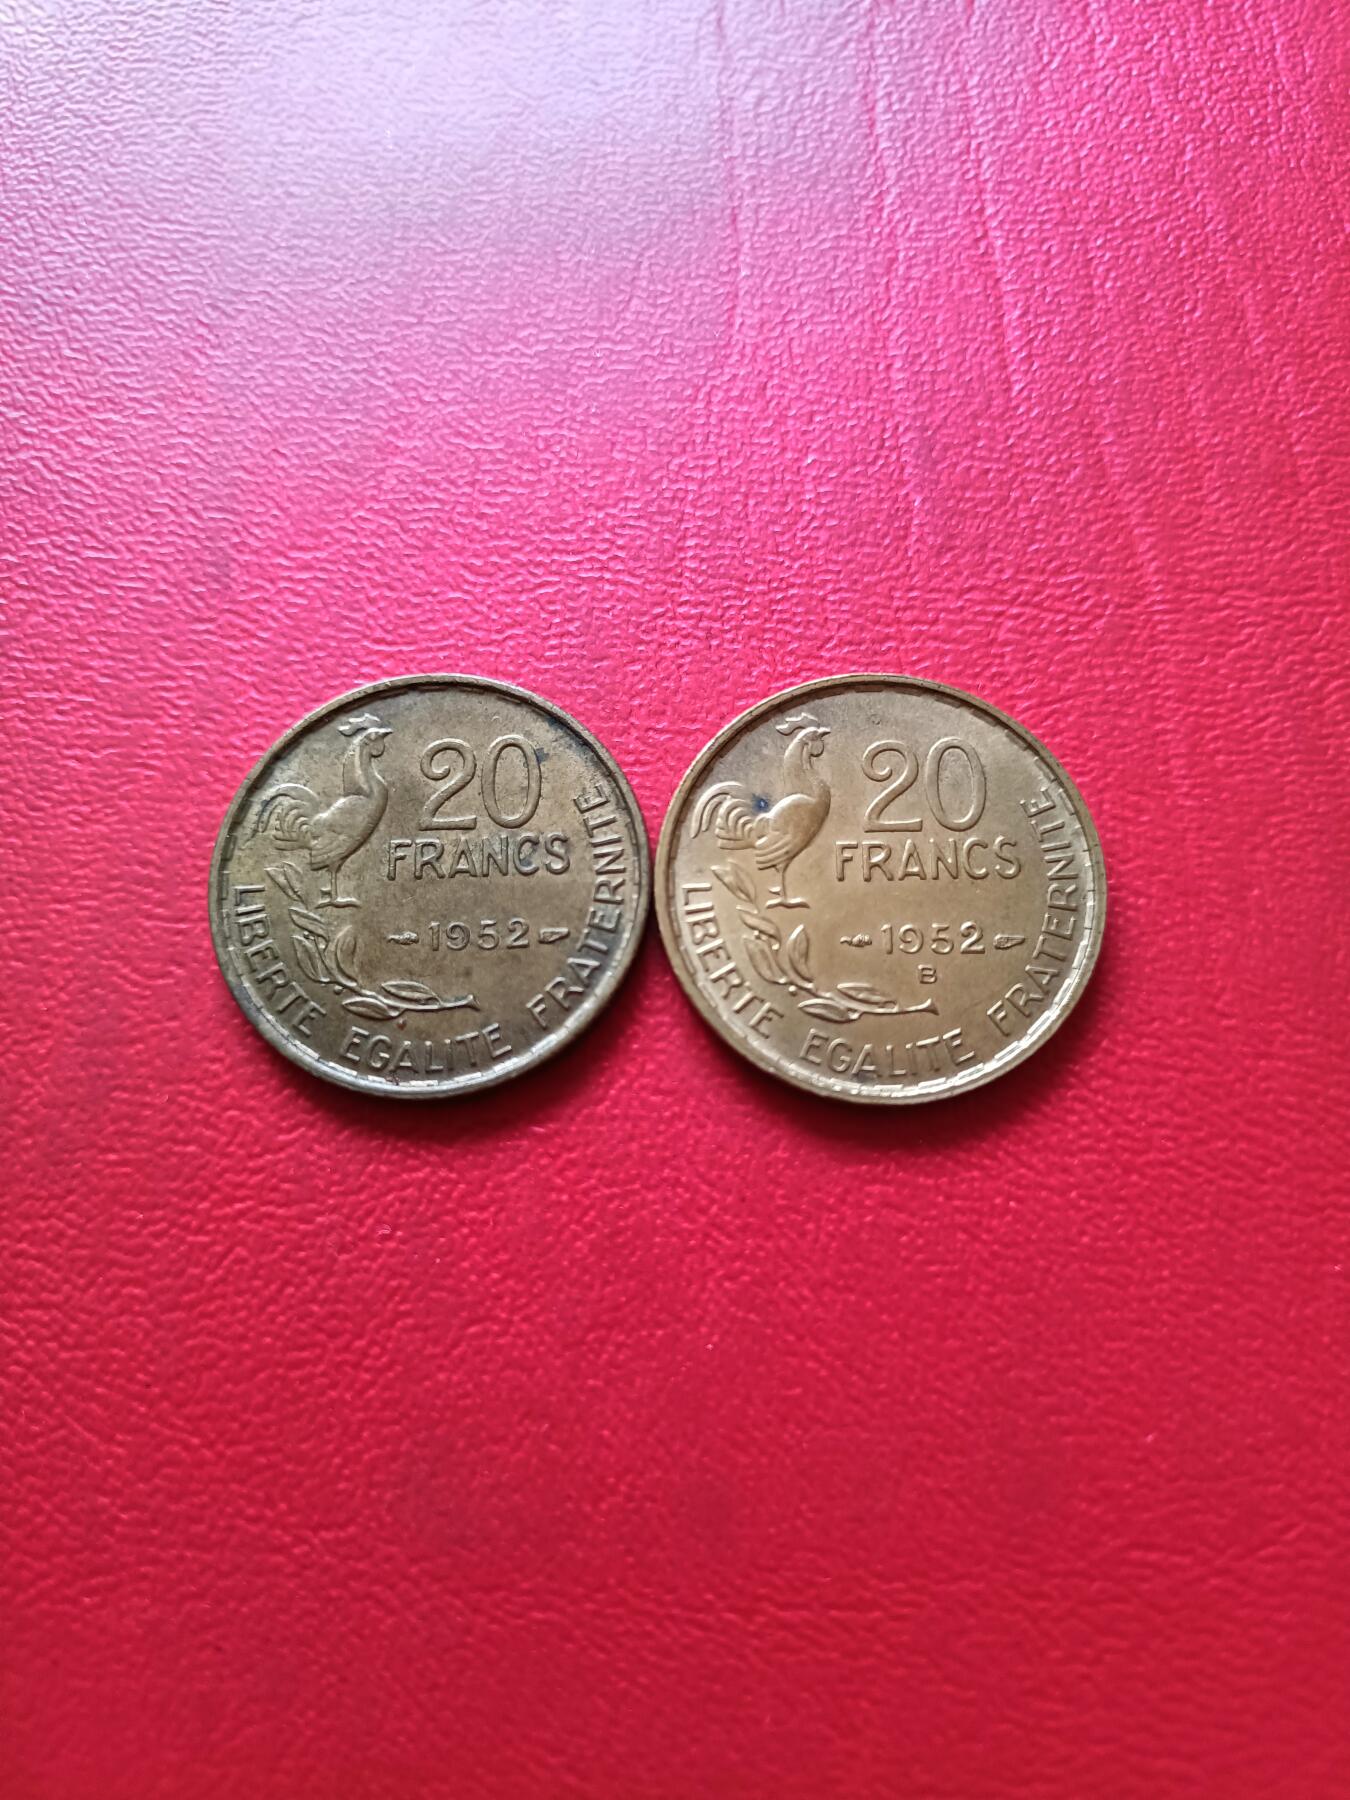 20
FRANCS
1952
LIBERTE EGALITE FRATERNITE
20
FRANCS
1952
B
LIBERTE EGALITE FRATERNITE